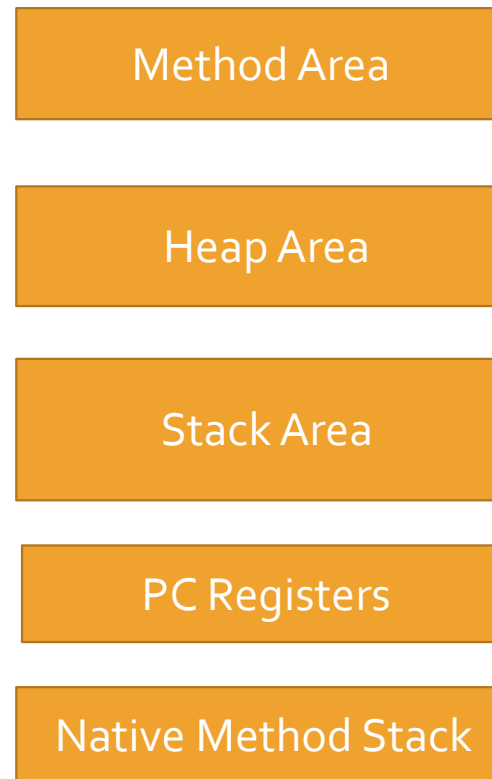 Method Area
Heap Area
Stack Area
PC Registers
Native Method Stack